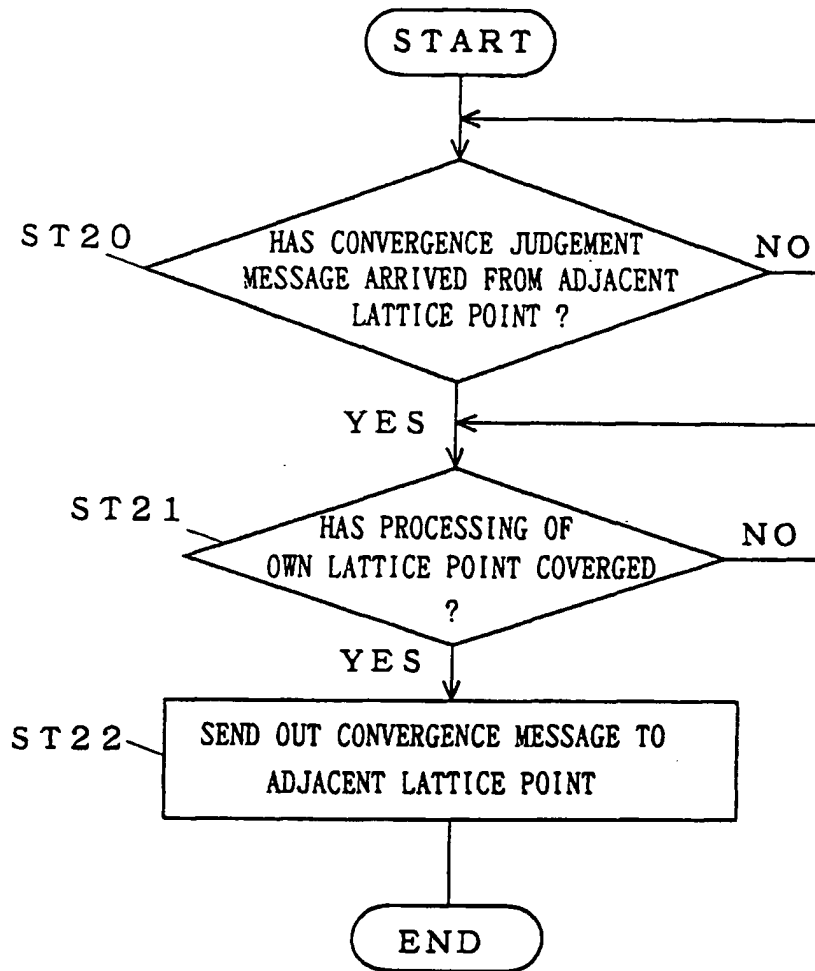 START
ST20
HAS CONVERGENCE JUDGEMENT
MESSAGE ARRIVED FROM ADJACENT
LATTICE POINT ?
NO
YES
ST21
HAS PROCESSING OF
OWN LATTICE POINT COVERGED
?
NO
YES
ST22
SEND OUT CONVERGENCE MESSAGE TO
ADJACENT LATTICE POINT
END